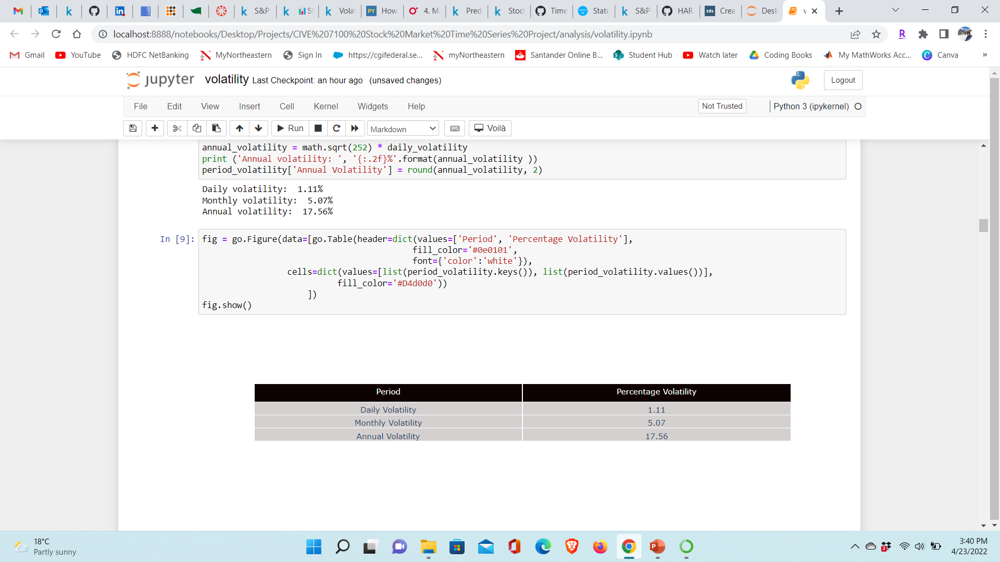 S&P
St
Vola
PY How
4. M
Pred
Stoc
Time
Stati
S&P
HAR
tds Crea
Desk
v
localhost:8888/notebooks/Desktop/Projects/CIVE%207100%20Stock%20Market%20Time%20Series%20Project/analysis/volatility.ipynb
Gmail YouTube HDFC NetBanking MyNortheastern Sign In https://cgifederal.se... myNortheastern Santander Online B... Student Hub Watch later Coding Books My MathWorks Acc... Canva »
jupyter volatility Last Checkpoint: an hour ago (unsaved changes) Logout
File Edit View Insert Cell Kernel Widgets Help Not Trusted Python 3 (ipykernel)
Run Markdown Voilà
annual_volatility = math.sqrt(252) * daily_volatility
print ('Annual volatility: ', '{:.2f}%'.format(annual_volatility ))
period_volatility['Annual Volatility'] = round(annual_volatility, 2)
Daily volatility:  1.11%
Monthly volatility:  5.07%
Annual volatility:  17.56%
In [9]: fig = go.Figure(data=[go.Table(header=dict(values=['Period', 'Percentage Volatility'],
fill_color='#0e0101',
font={'color':'white'}),
cells=dict(values=[list(period_volatility.keys()), list(period_volatility.values())],
fill_color='#D4d0d0'))
])
fig.show()
Period Percentage Volatility
Daily Volatility 1.11
Monthly Volatility 5.07
Annual Volatility 17.56
18°C
Partly sunny
3
3:40 PM
4/23/2022